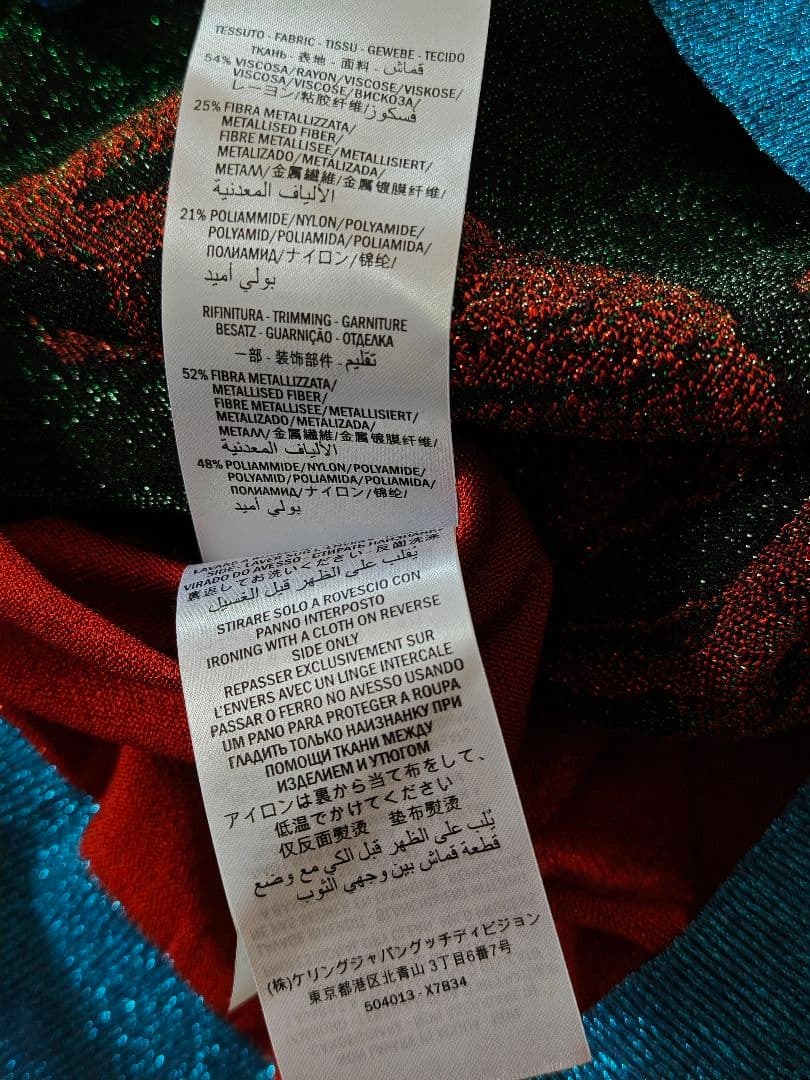 TESSUTO - FABRIC - TISSU - GEWEBE - TECIDO
ТКАНЬ - 表地 - 面料 - قماش
54% VISCOSA/RAYON/VISCOSE/VISKOSE/
VISCOSA/VISCOSE/ВИСКОЗА/
レーヨン/粘胶纤维/فسكوز
25% FIBRA METALLIZZATA/
METALLISED FIBER/
FIBRE METALLISEE/METALLISIERT/
METALIZADO/METALIZADA/
МЕТАЛЛ/金属繊維/金属镀膜纤维/
الألياف المعدنية
21% POLIAMMIDE/NYLON/POLYAMIDE/
POLYAMID/POLIAMIDA/POLIAMIDA/
ПОЛИАМИД/ナイロン/锦纶/
بولي أميد
RIFINITURA - TRIMMING - GARNITURE
BESATZ - GUARNIÇÃO - ОТДЕЛКА
一部 - 装饰部件 - تقليم
52% FIBRA METALLIZZATA/
METALLISED FIBER/
FIBRE METALLISEE/METALLISIERT/
METALIZADO/METALIZADA/
МЕТАЛЛ/金属繊維/金属镀膜纤维/
الألياف المعدنية
48% POLIAMMIDE/NYLON/POLYAMIDE/
POLYAMID/POLIAMIDA/POLIAMIDA/
ПОЛИАМИД/ナイロン/锦纶/
بولي أميد
VIRADO DO AVESSO - СТИРАТЬ НАИЗНАНКУ
裏返してお洗いください - 反面洗涤
يُقلب على الظهر قبل الغسيل
STIRARE SOLO A ROVESCIO CON
PANNO INTERPOSTO
IRONING WITH A CLOTH ON REVERSE
SIDE ONLY
REPASSER EXCLUSIVEMENT SUR
L'ENVERS AVEC UN LINGE INTERCALE
PASSAR O FERRO NO AVESSO USANDO
UM PANO PARA PROTEGER A ROUPA
ГЛАДИТЬ ТОЛЬКО НАИЗНАНКУ ПРИ
ПОМОЩИ ТКАНИ МЕЖДУ
ИЗДЕЛИЕМ И УТЮГОМ
アイロンは裏から当て布をして、
低温でかけてください
仅反面熨烫 垫布熨烫
يُلب على الظهر قبل الكي مع وضع
قطعة قماش بين وجهي الثوب
(株)ケリングジャパングッチディビジョン
東京都港区北青山 3丁目6番7号
504013 - X7B34